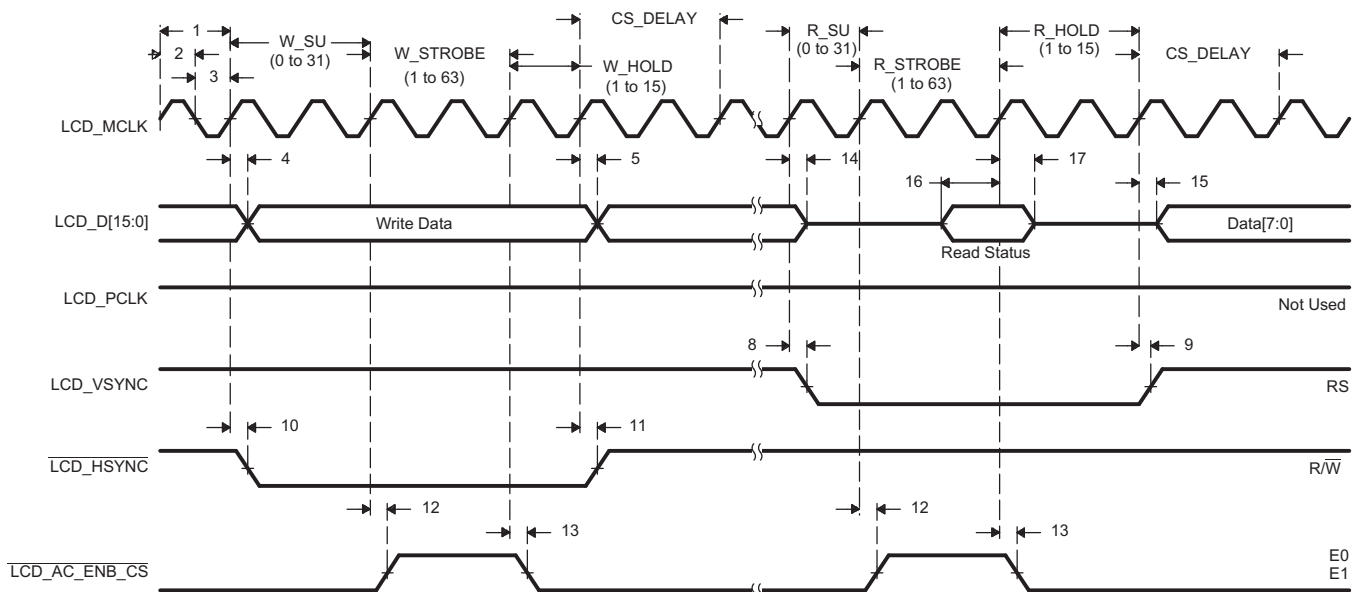 CS_DELAY
1
W_SU
(0 to 31)
2
3
W_STROBE
(1 to 63)
W_HOLD
(1 to 15)
R_SU
(0 to 31)
R_STROBE
(1 to 63)
R_HOLD
(1 to 15)
CS_DELAY
LCD_MCLK
4
5
14
17
16
15
LCD_D[15:0]
Write Data
Read Status
Data[7:0]
LCD_PCLK
Not Used
8
9
LCD_VSYNC
RS
10
11
LCD_HSYNC
R/W
12
13
12
13
LCD_AC_ENB_CS
E0
E1